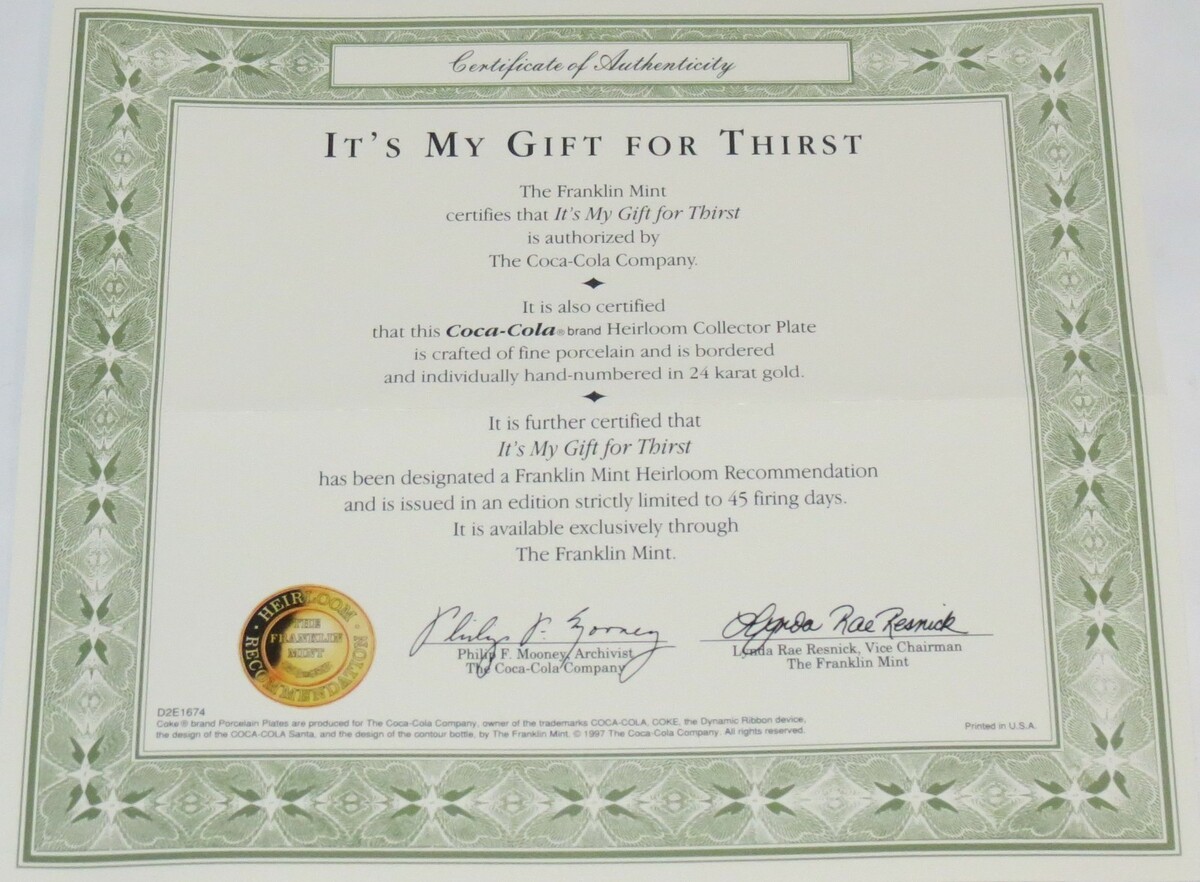 Certificate of Authenticity
IT'S MY GIFT FOR THIRST
The Franklin Mint
certifies that It's My Gift for Thirst
is authorized by
The Coca-Cola Company.
It is also certified
that this Coca-Cola® brand Heirloom Collector Plate
is crafted of fine porcelain and is bordered
and individually hand-numbered in 24 karat gold.
It is further certified that
It's My Gift for Thirst
has been designated a Franklin Mint Heirloom Recommendation
and is issued in an edition strictly limited to 45 firing days.
It is available exclusively through
The Franklin Mint.
HEIRLOOM
THE
FRANKLIN
MINT
RECOMMENDATION
Philip F. Mooney
Philip F. Mooney, Archivist
The Coca-Cola Company
Lynda Rae Resnick
Lynda Rae Resnick, Vice Chairman
The Franklin Mint
D2E1674
Coke® brand Porcelain Plates are produced for The Coca-Cola Company, owner of the trademarks COCA-COLA, COKE, the Dynamic Ribbon device,
the design of the COCA-COLA Santa, and the design of the contour bottle, by The Franklin Mint. © 1997 The Coca-Cola Company. All rights reserved.
Printed in U.S.A.